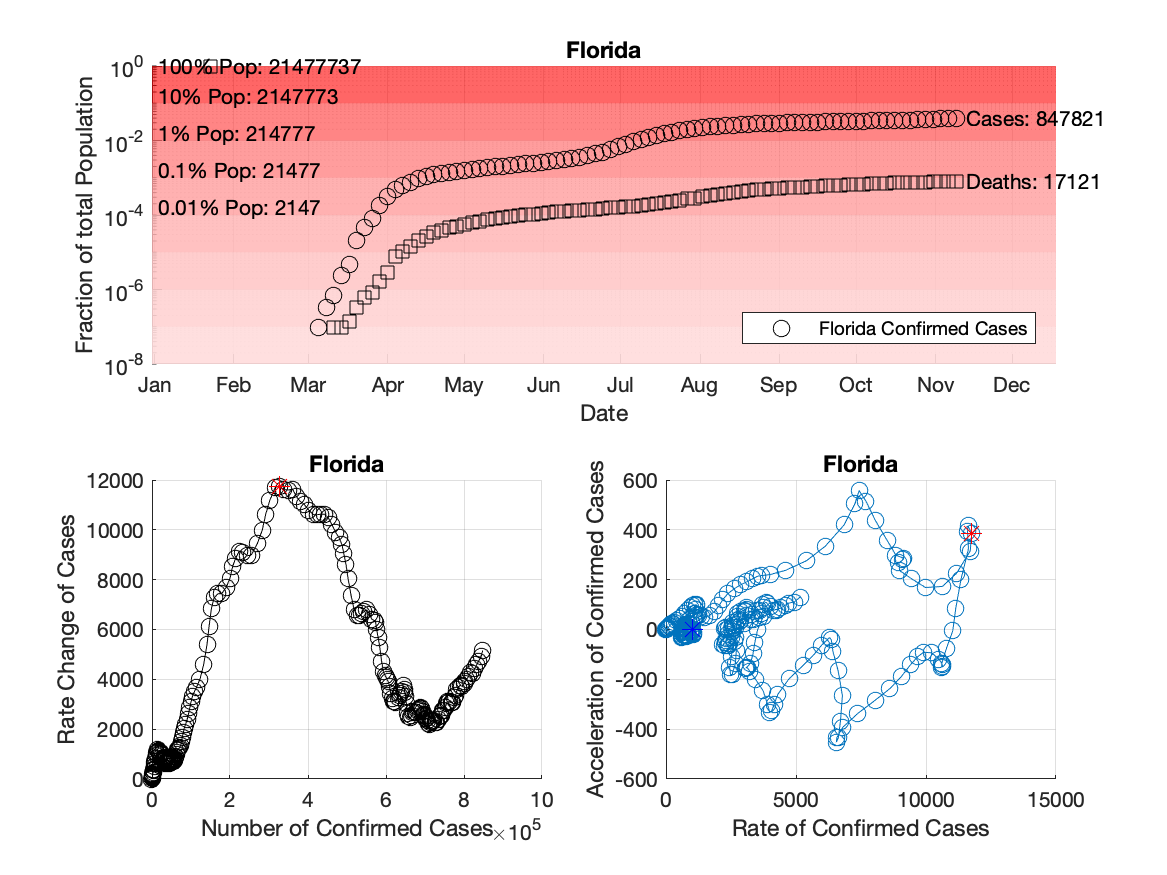 Florida
10^0
10^-2
10^-4
10^-6
10^-8
Fraction of total Population
100% Pop: 21477737
10% Pop: 2147773
1% Pop: 214777
0.1% Pop: 21477
0.01% Pop: 2147
Cases: 847821
Deaths: 17121
Florida Confirmed Cases
Jan Feb Mar Apr May Jun Jul Aug Sep Oct Nov Dec
Date
Florida
12000
10000
8000
6000
4000
2000
0
Rate Change of Cases
0 2 4 6 8 10
Number of Confirmed Cases ×10^5
Florida
600
400
200
0
-200
-400
-600
Acceleration of Confirmed Cases
0 5000 10000 15000
Rate of Confirmed Cases